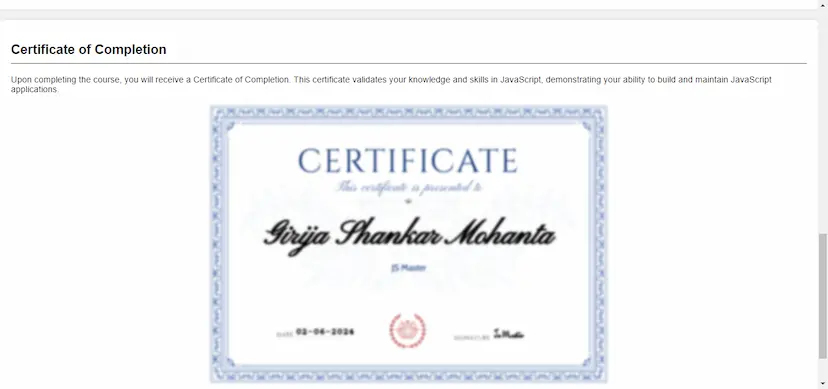 Certificate of Completion
Upon completing the course, you will receive a Certificate of Completion. This certificate validates your knowledge and skills in JavaScript, demonstrating your ability to build and maintain JavaScript
applications.
CERTIFICATE
This certificate is presented to
Girija Shankar Mohanta
JS Master
DATE 02-06-2024 SIGNATURE